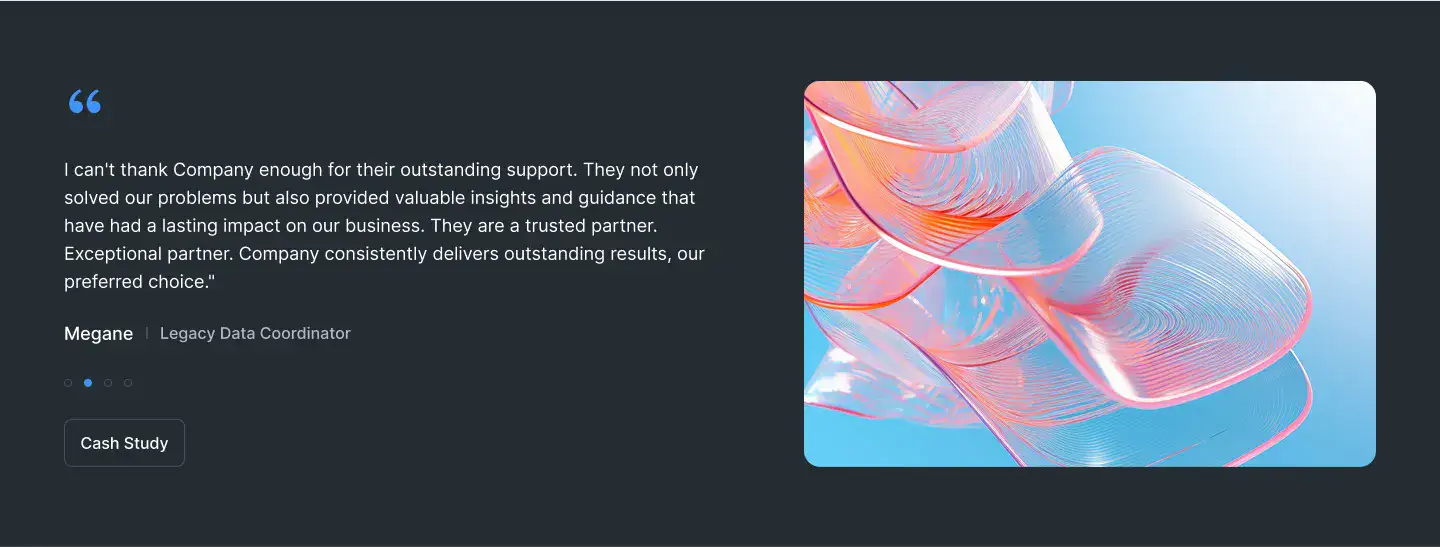 “
I can't thank Company enough for their outstanding support. They not only
solved our problems but also provided valuable insights and guidance that
have had a lasting impact on our business. They are a trusted partner.
Exceptional partner. Company consistently delivers outstanding results, our
preferred choice."
Megane | Legacy Data Coordinator
Cash Study